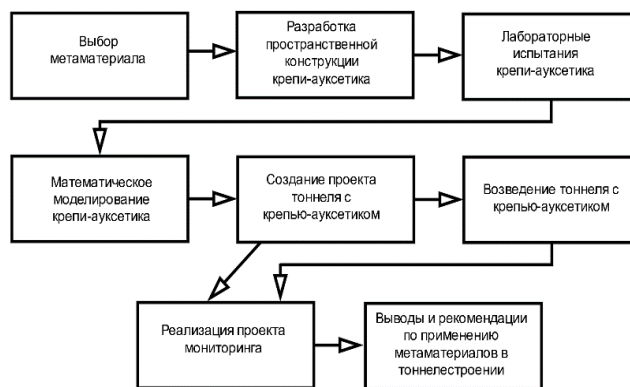 Выбор
метаматериала
Разработка
пространственной
конструкции
крепи-ауксетика
Лабораторные
испытания
крепи-ауксетика
Математическое
моделирование
крепи-ауксетика
Создание проекта
тоннеля с
крепью-ауксетиком
Возведение тоннеля с
крепью-ауксетиком
Реализация проекта
мониторинга
Выводы и рекомендации
по применению
метаматериалов в
тоннелестроении